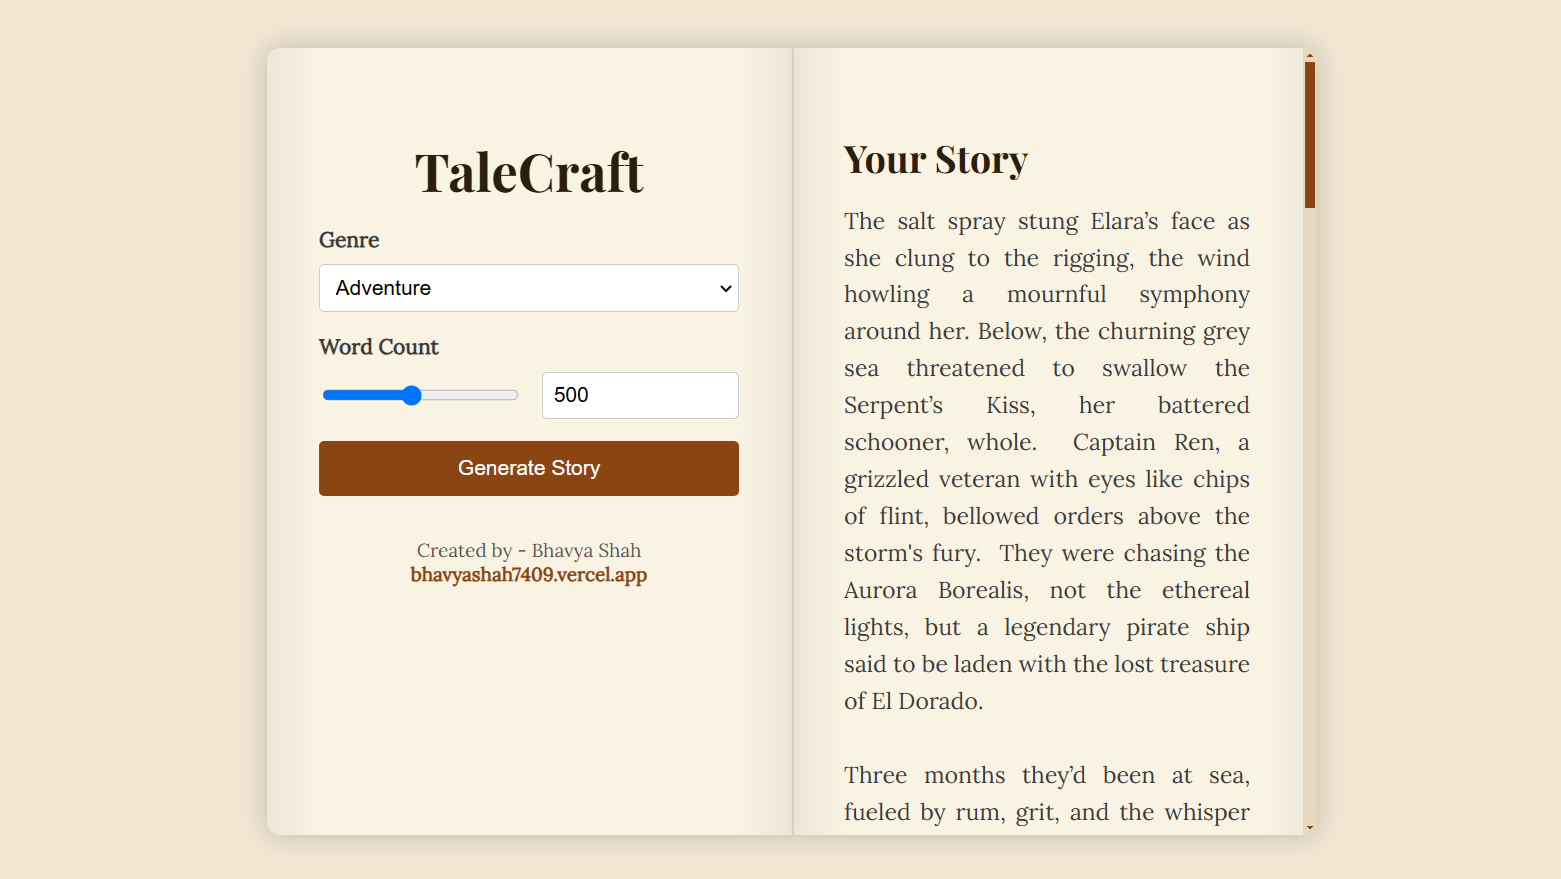 TaleCraft
Genre
Adventure
Word Count
500
Generate Story
Created by - Bhavya Shah
bhavyashah7409.vercel.app
Your Story
The salt spray stung Elara’s face as
she clung to the rigging, the wind
howling a mournful symphony
around her. Below, the churning grey
sea threatened to swallow the
Serpent’s Kiss, her battered
schooner, whole. Captain Ren, a
grizzled veteran with eyes like chips
of flint, bellowed orders above the
storm's fury. They were chasing the
Aurora Borealis, not the ethereal
lights, but a legendary pirate ship
said to be laden with the lost treasure
of El Dorado.
Three months they’d been at sea,
fueled by rum, grit, and the whisper